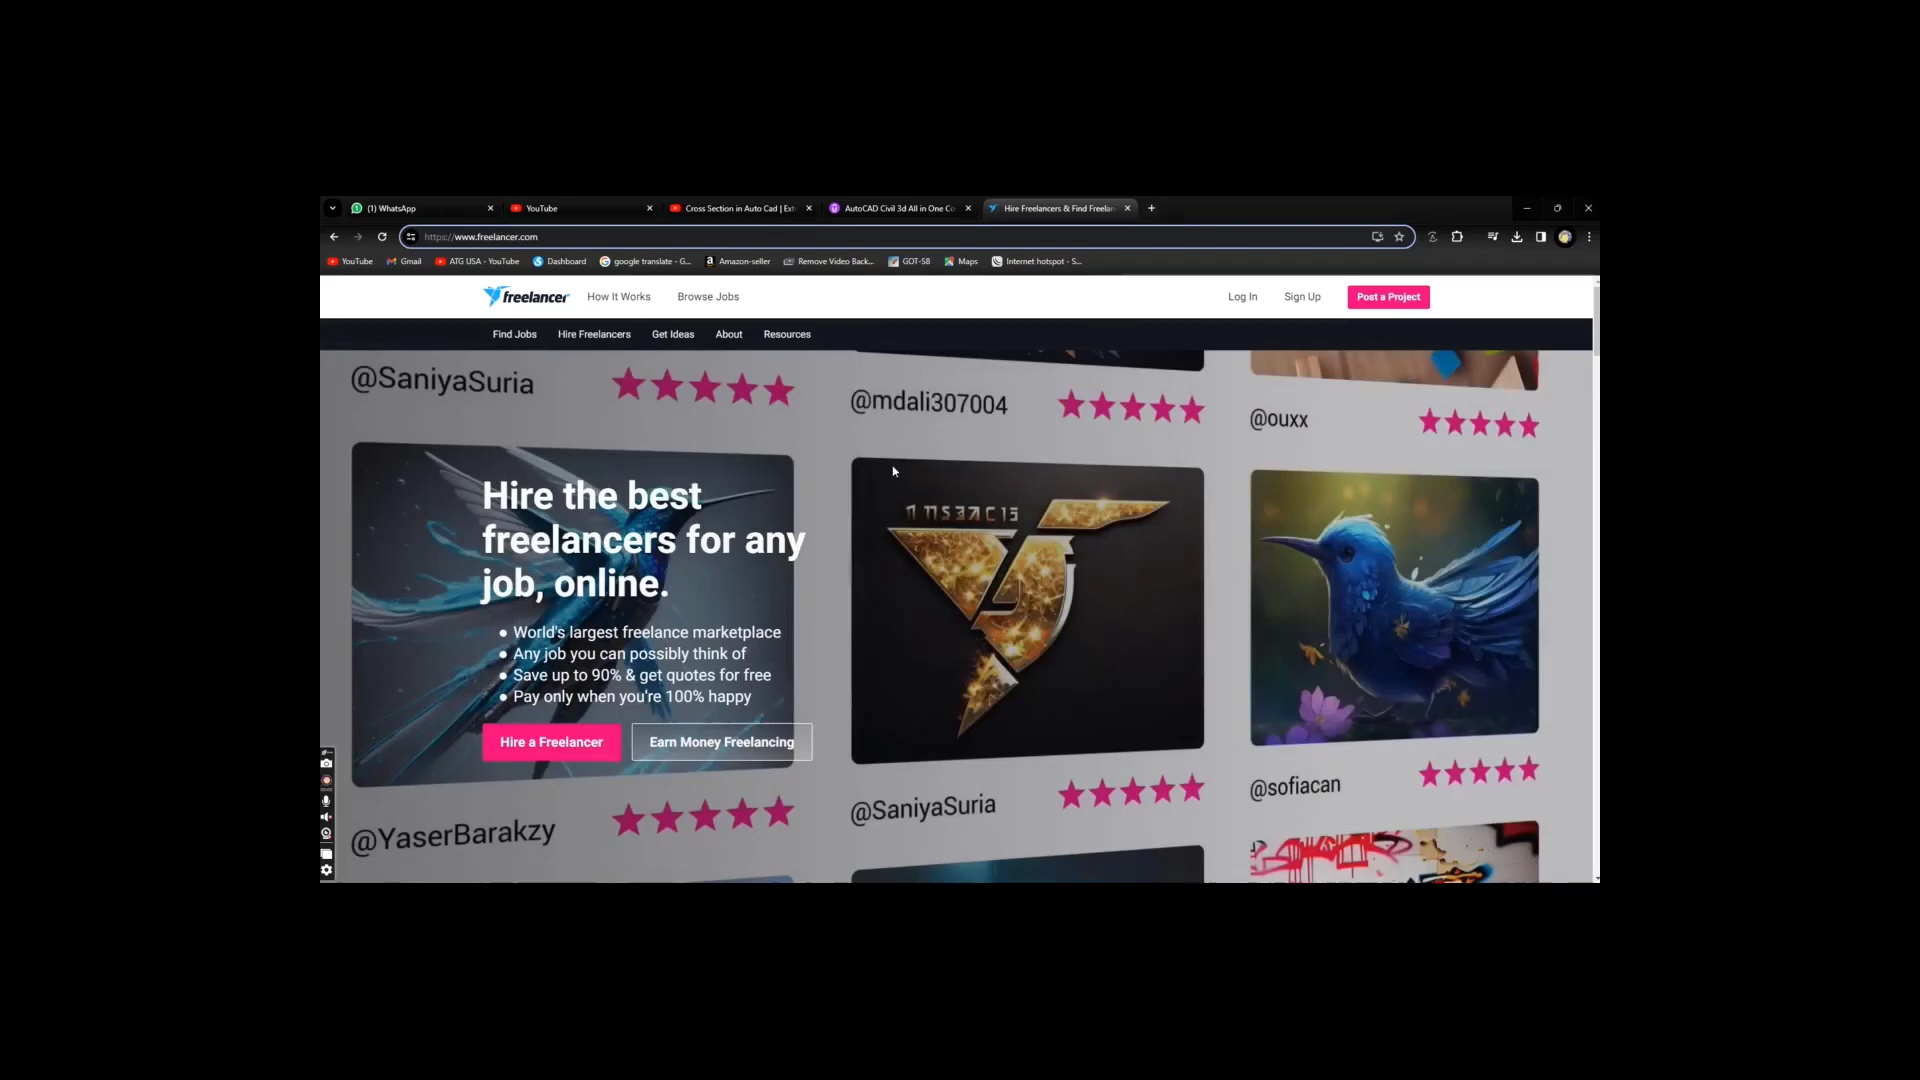 (1) WhatsApp
YouTube
Cross Section in Auto Cad | Ext
AutoCAD Civil 3d All in One Co
Hire Freelancers & Find Freelan
https://www.freelancer.com
YouTube
Gmail
ATG USA - YouTube
Dashboard
google translate - G...
Amazon-seller
Remove Video Back...
GOT-S8
Maps
Internet hotspot - S...
freelancer
How It Works
Browse Jobs
Log In
Sign Up
Post a Project
Find Jobs
Hire Freelancers
Get Ideas
About
Resources
@SaniyaSuria
@mdali307004
@ouxx
Hire the best
freelancers for any
job, online.
World's largest freelance marketplace
Any job you can possibly think of
Save up to 90% & get quotes for free
Pay only when you're 100% happy
Hire a Freelancer
Earn Money Freelancing
@YaserBarakzy
@SaniyaSuria
@sofiacan